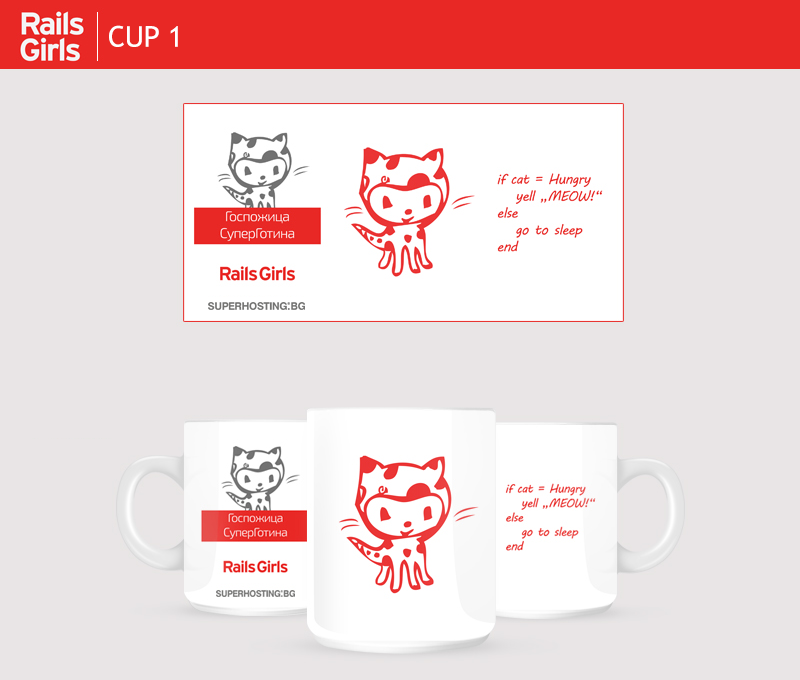 Rails
Girls
CUP 1
Госпожица
СуперГотина
Rails Girls
SUPERHOSTING:BG
if cat = Hungry
yell „MEOW!“
else
go to sleep
end
Госпожица
СуперГотина
Rails Girls
SUPERHOSTING:BG
if cat = Hungry
yell „MEOW!“
else
go to sleep
end